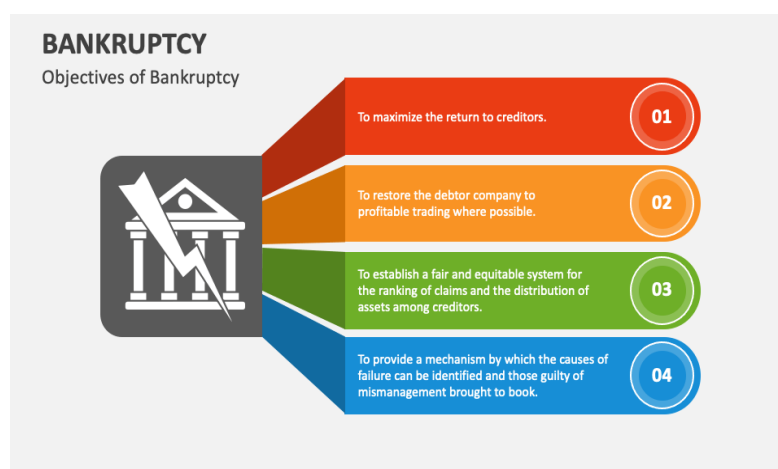 BANKRUPTCY
Objectives of Bankruptcy
To maximize the return to creditors.
01
To restore the debtor company to
profitable trading where possible.
02
To establish a fair and equitable system for
the ranking of claims and the distribution of
assets among creditors.
03
To provide a mechanism by which the causes of
failure can be identified and those guilty of
mismanagement brought to book.
04